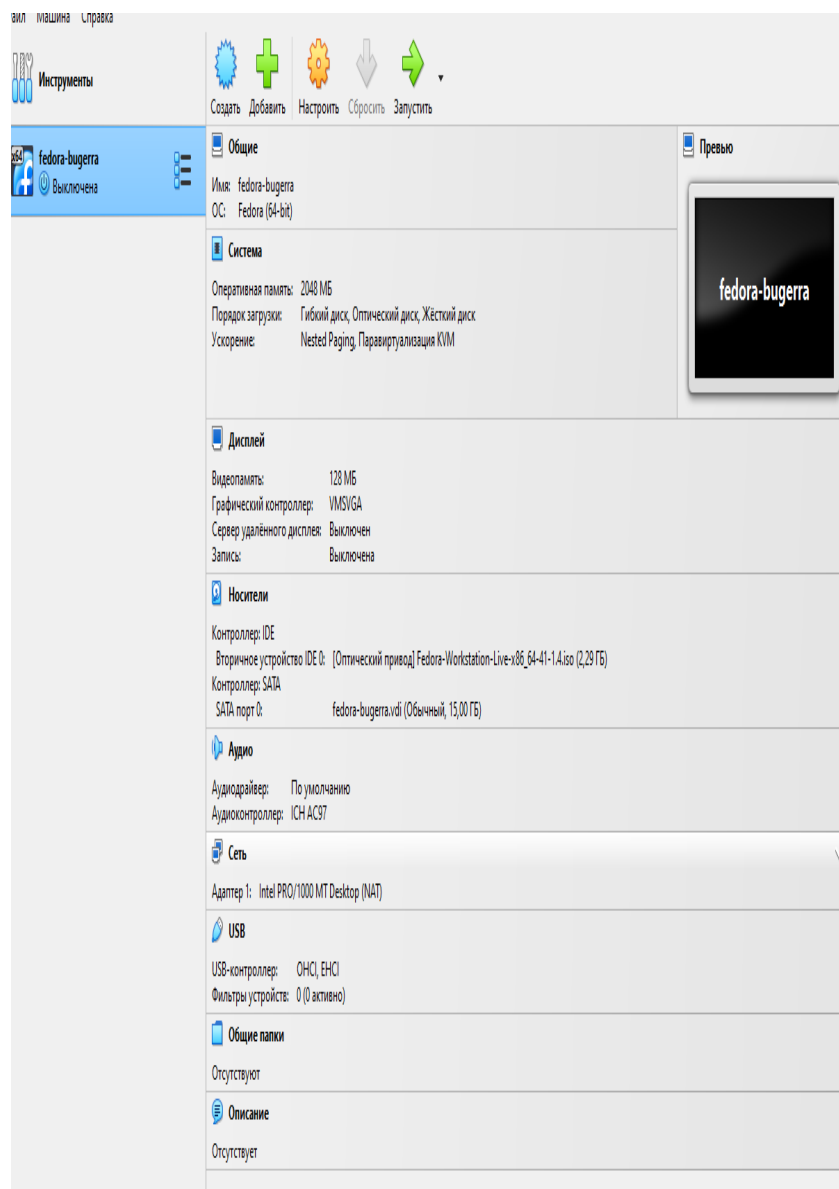 айл Машина Справка
Инструменты
Создать Добавить Настроить Сбросить Запустить
x64 fedora-bugerra
Выключена
Общие
Имя: fedora-bugerra
ОС: Fedora (64-bit)
Превью
fedora-bugerra
Система
Оперативная память: 2048 МБ
Порядок загрузки: Гибкий диск, Оптический диск, Жёсткий диск
Ускорение: Nested Paging, Паравиртуализация KVM
Дисплей
Видеопамять: 128 МБ
Графический контроллер: VMSVGA
Сервер удалённого дисплея: Выключен
Запись: Выключена
Носители
Контроллер: IDE
Вторичное устройство IDE 0: [Оптический привод] Fedora-Workstation-Live-x86_64-41-1.4.iso (2,29 ГБ)
Контроллер: SATA
SATA порт 0: fedora-bugerra.vdi (Обычный, 15,00 ГБ)
Аудио
Аудиодрайвер: По умолчанию
Аудиоконтроллер: ICH AC97
Сеть
Адаптер 1: Intel PRO/1000 MT Desktop (NAT)
USB
USB-контроллер: OHCI, EHCI
Фильтры устройств: 0 (0 активно)
Общие папки
Отсутствуют
Описание
Отсутствует